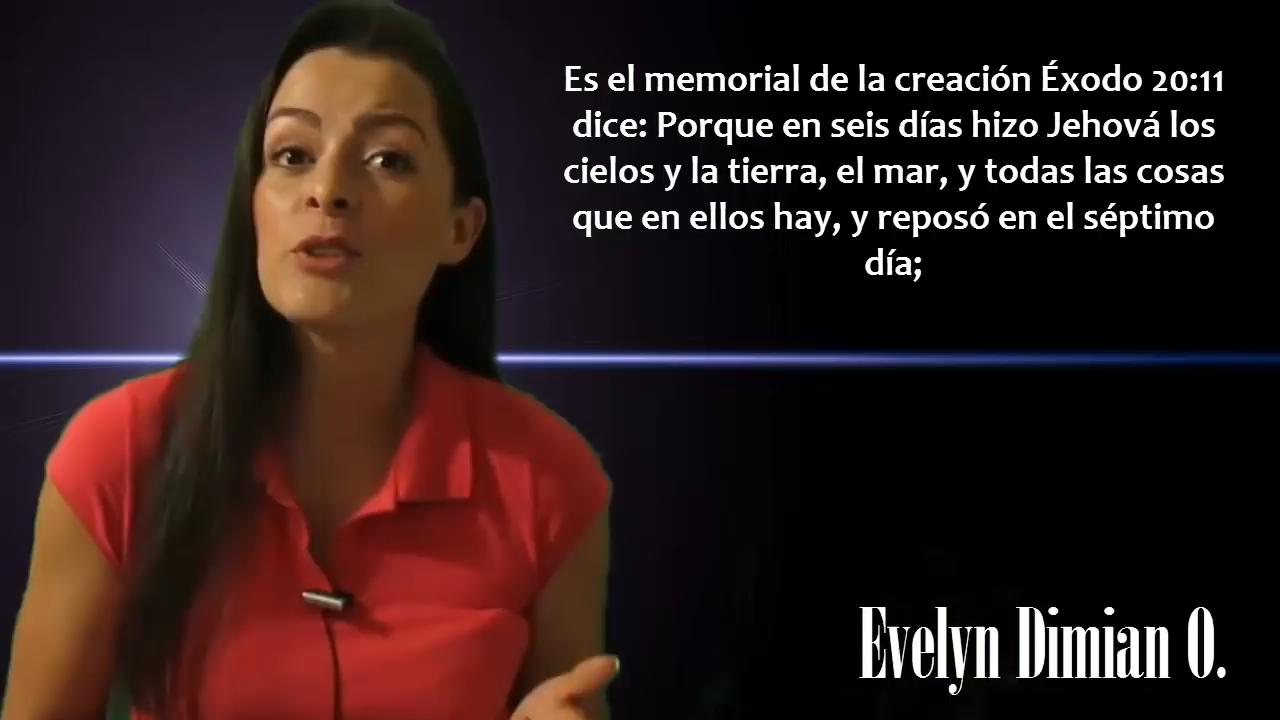 Es el memorial de la creación Éxodo 20:11
dice: Porque en seis días hizo Jehová los
cielos y la tierra, el mar, y todas las cosas
que en ellos hay, y reposó en el séptimo
día;
Evelyn Dimian O.